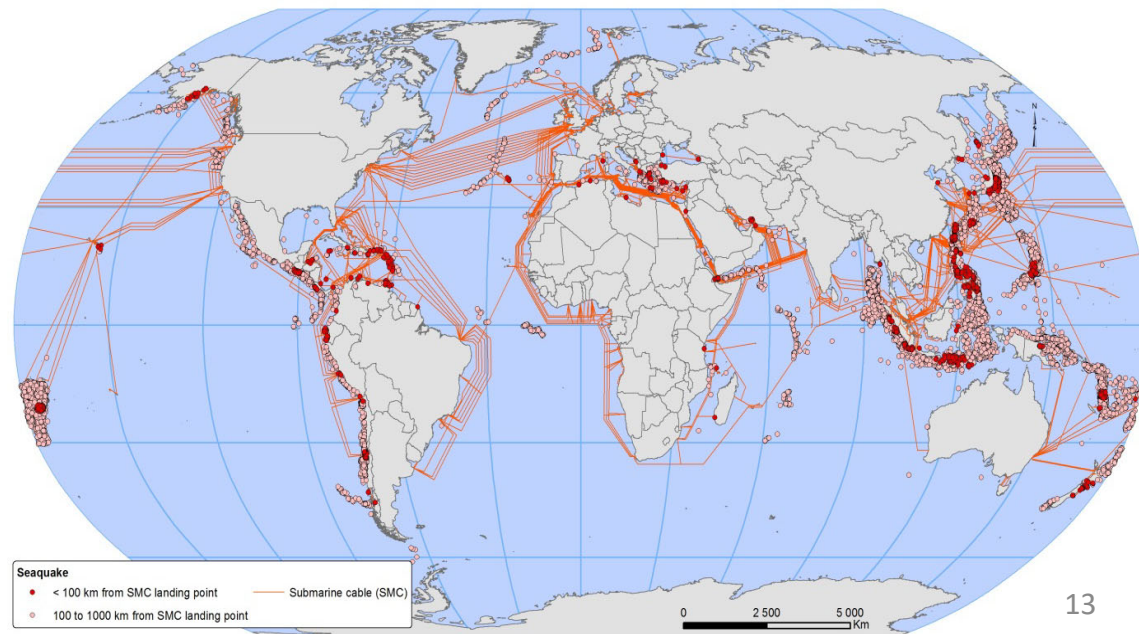 N
Seaquake
< 100 km from SMC landing point
Submarine cable (SMC)
100 to 1000 km from SMC landing point
0 2 500 5 000
Km
13